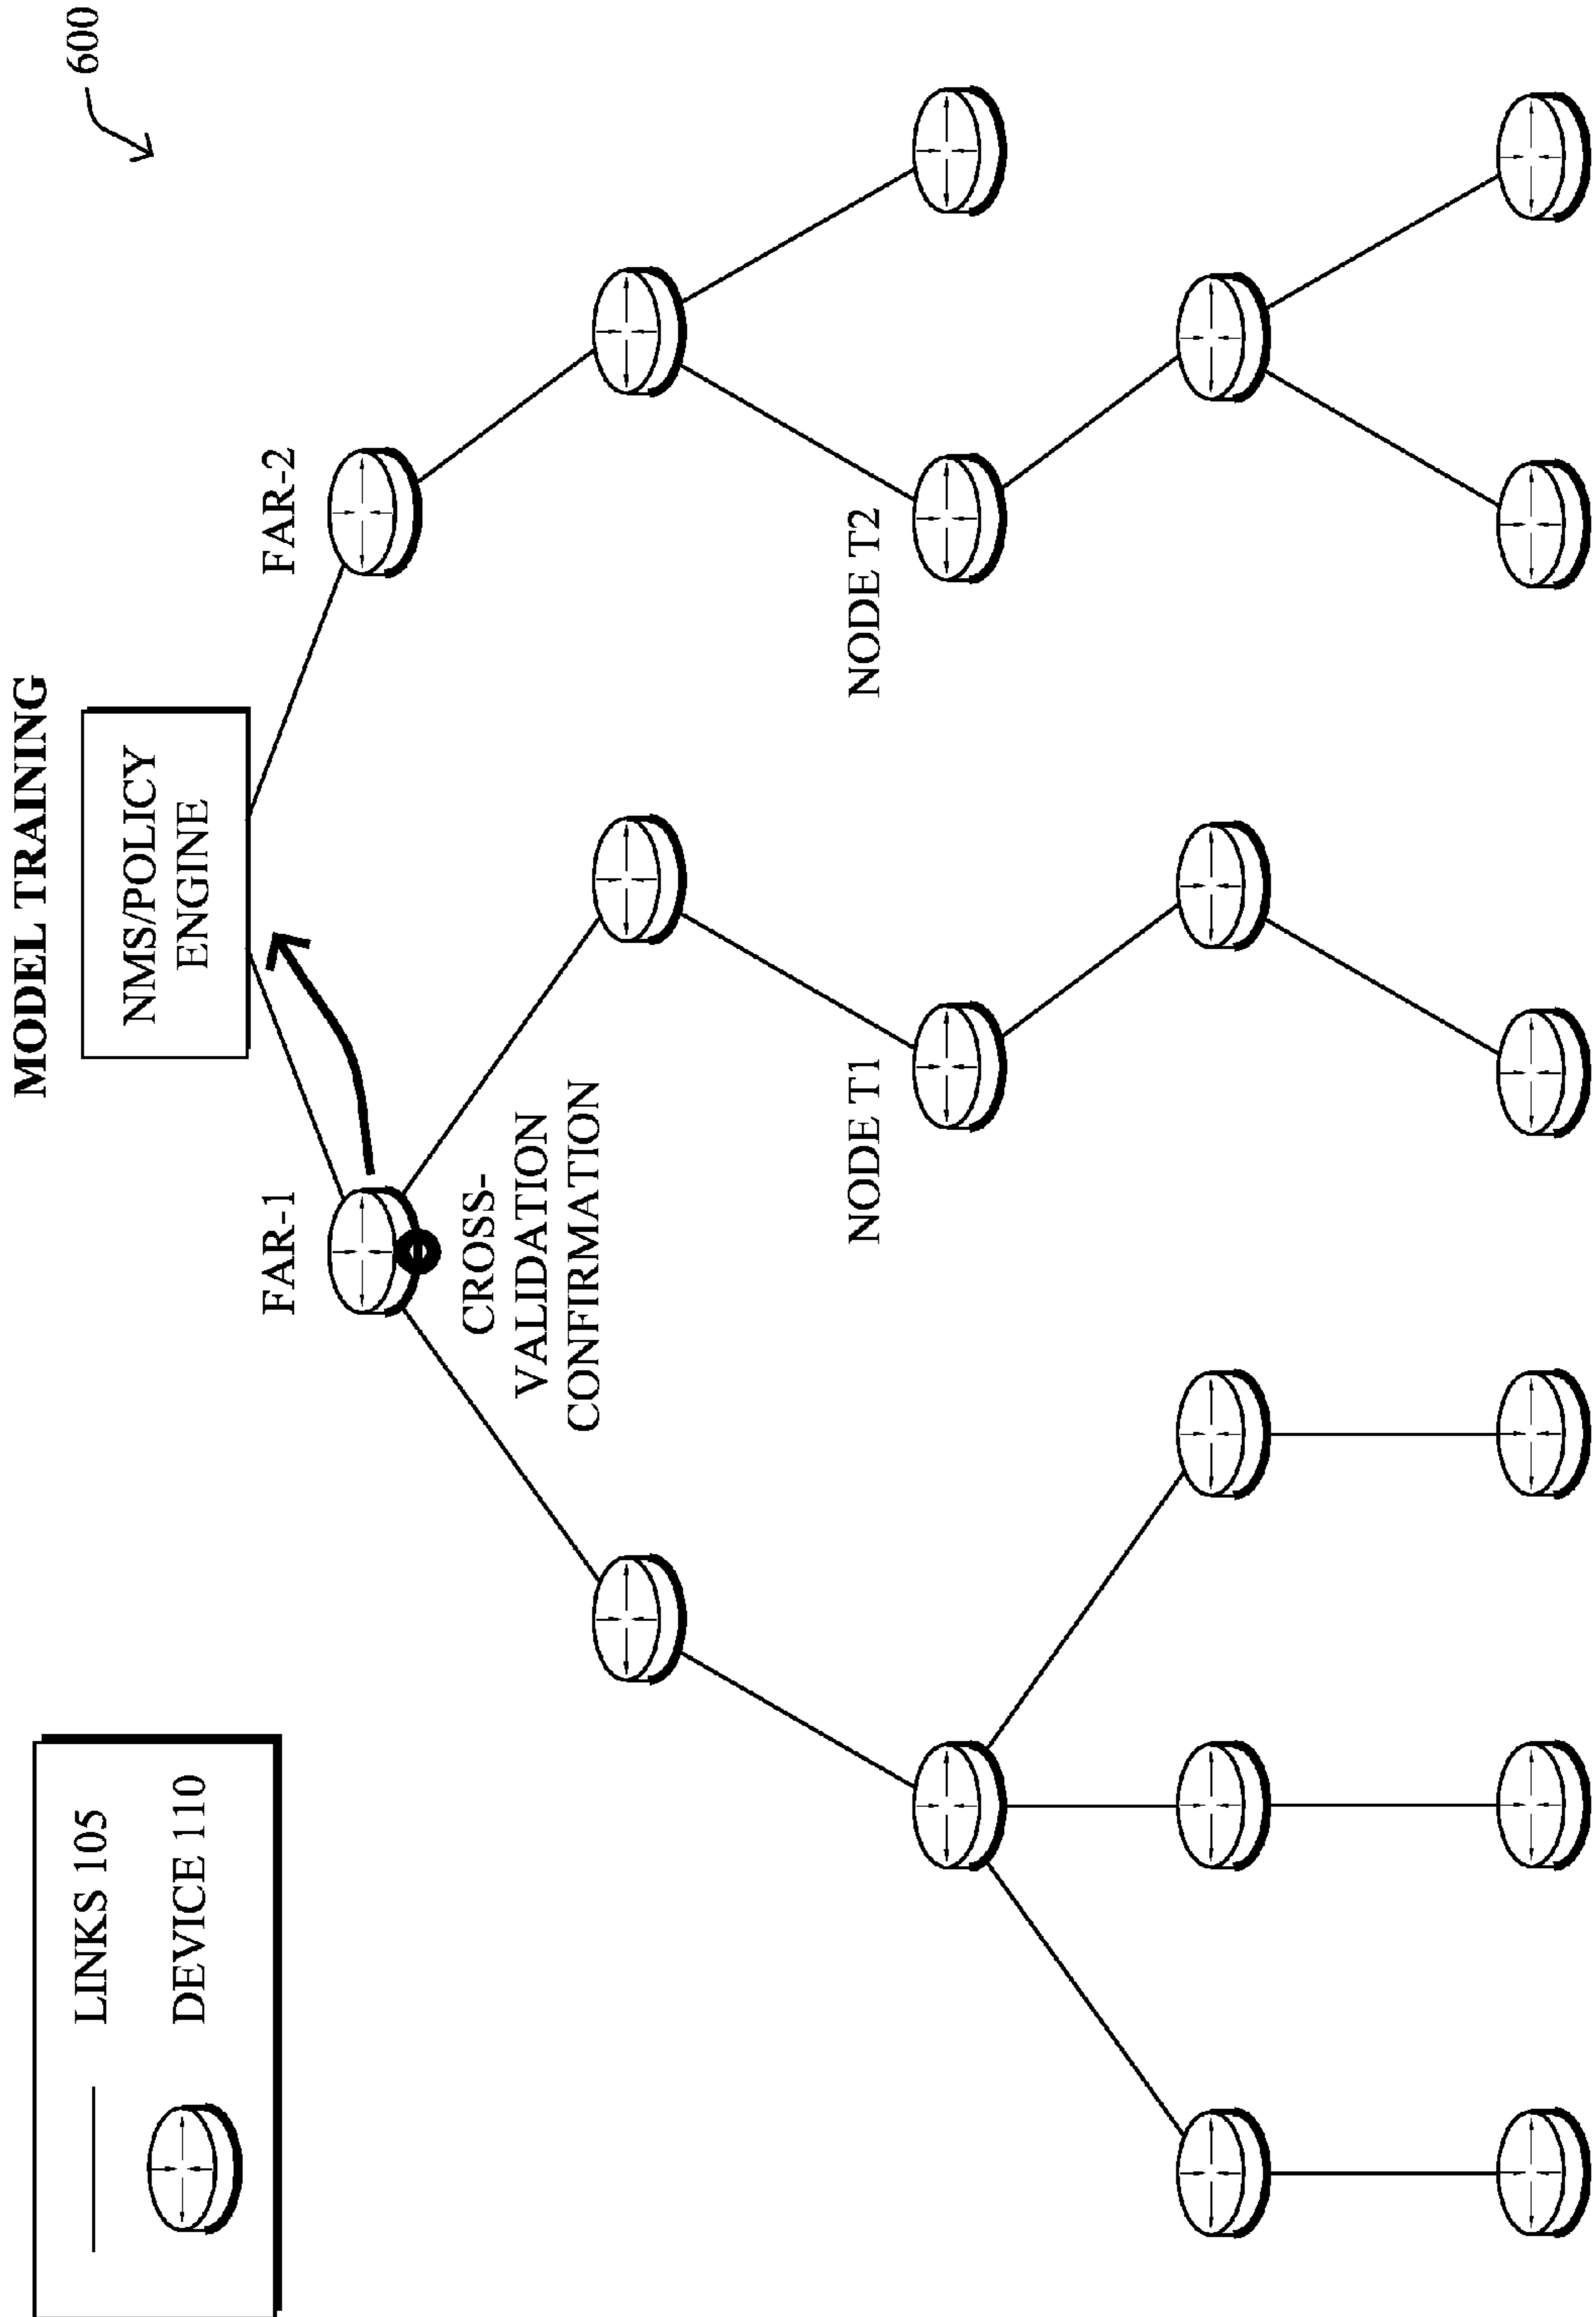 LINKS 105
DEVICE 110
MODEL TRAINING
NMS/POLICY
ENGINE
600
FAR-1
FAR-2
CROSS-
VALIDATION
CONFIRMATION
NODE T1
NODE T2